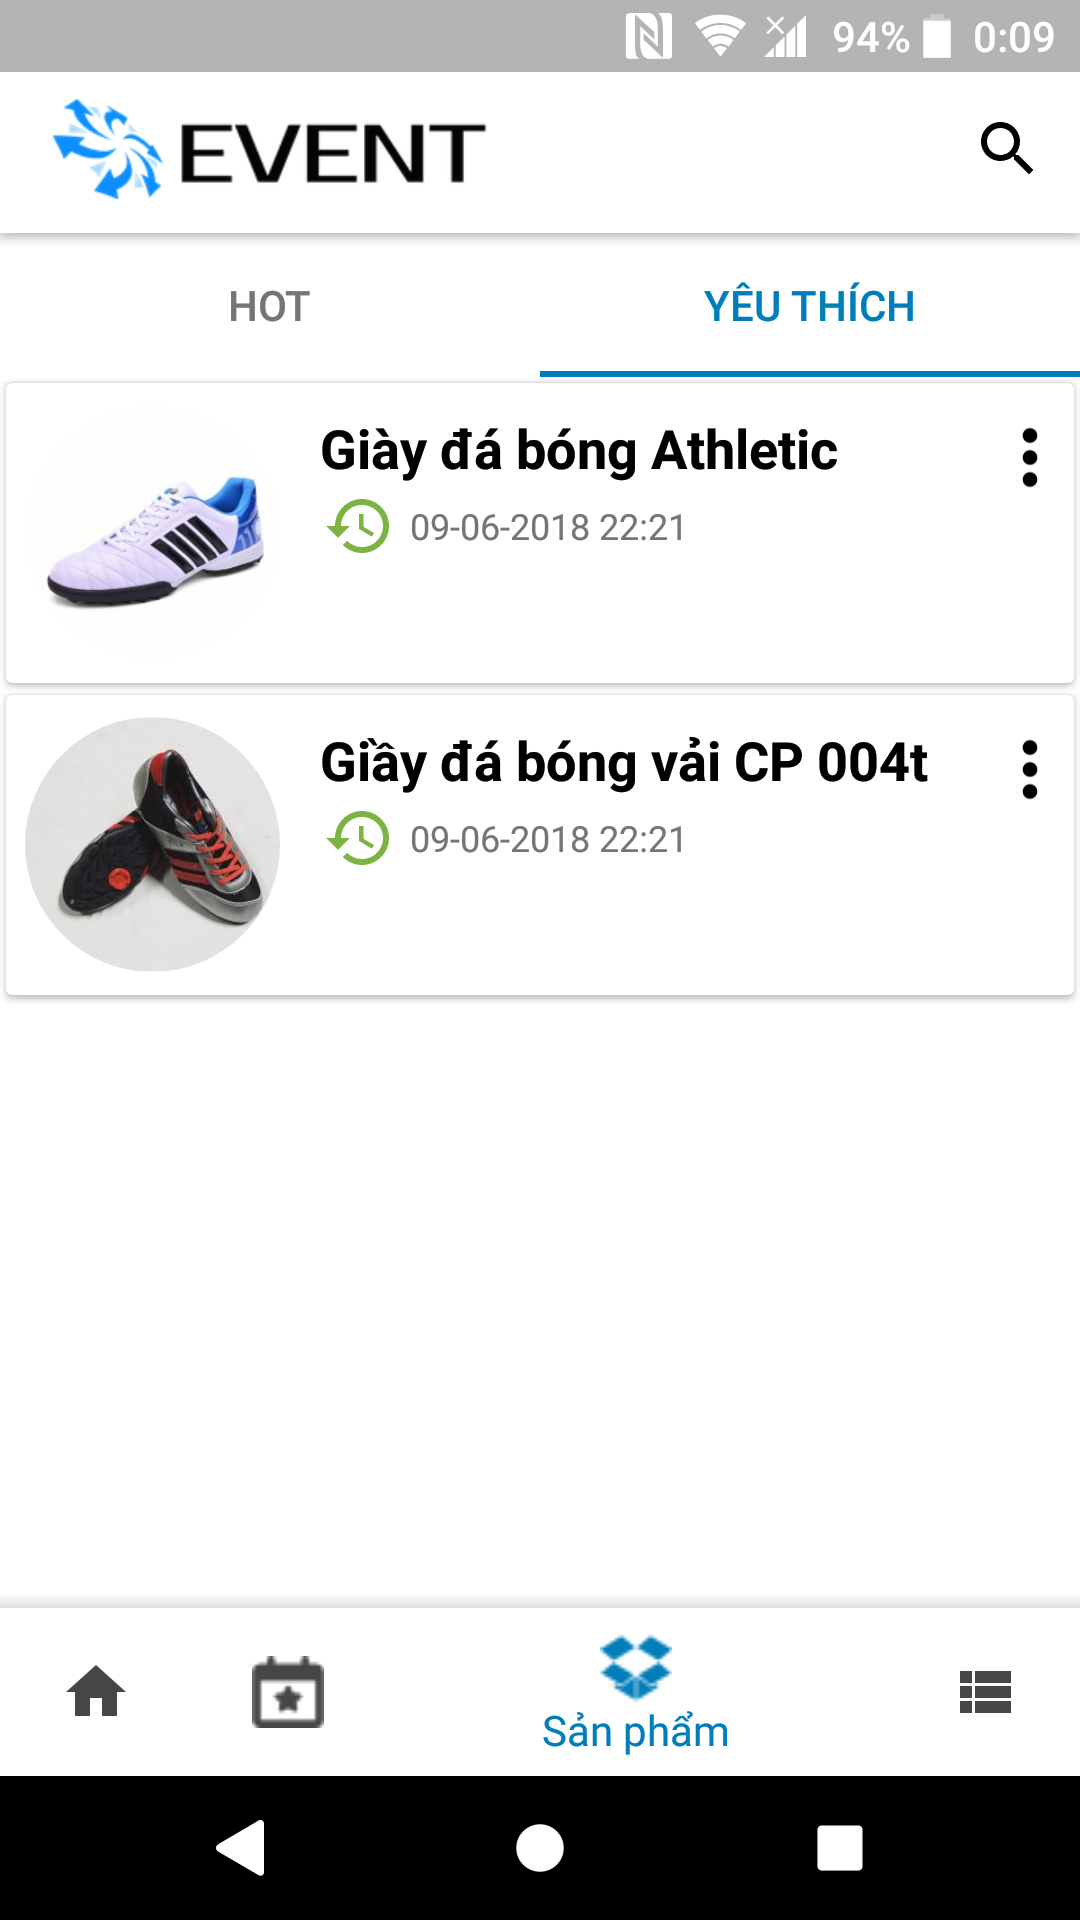 94% 0:09
EVENT
HOT
YÊU THÍCH
Giày đá bóng Athletic
09-06-2018 22:21
Giầy đá bóng vải CP 004t
09-06-2018 22:21
Sản phẩm